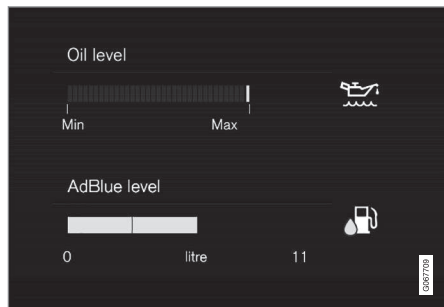 Oil level
Min Max
AdBlue level
0 litre 11
G067709